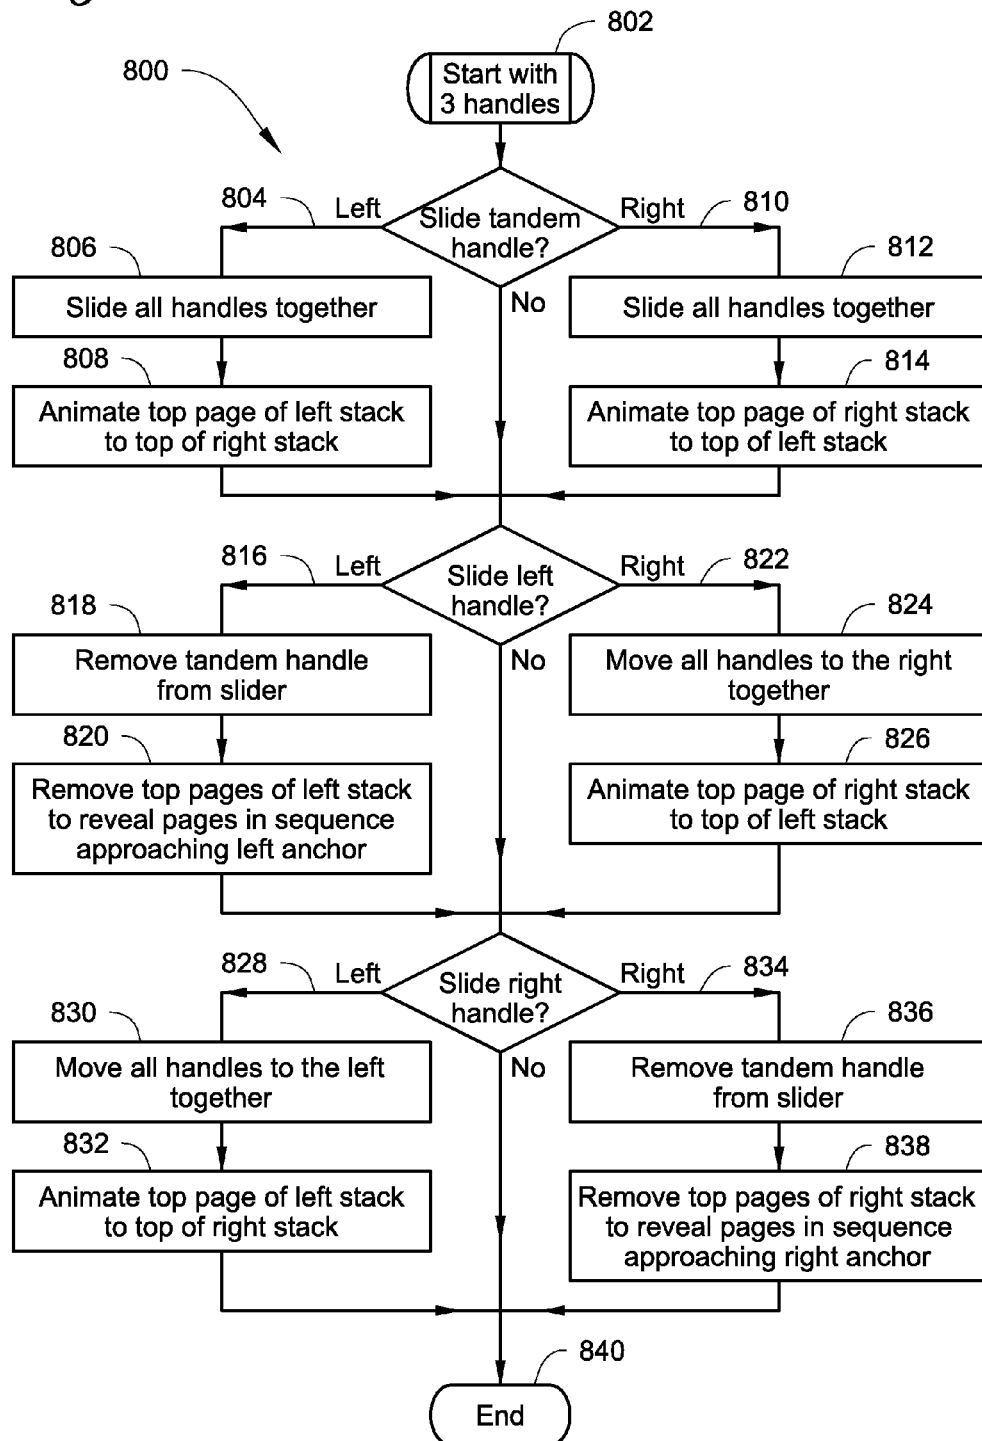 802
800
Start with
3 handles
804
Left
Slide tandem
handle?
Right
810
806
812
Slide all handles together
No
Slide all handles together
808
814
Animate top page of left stack
to top of right stack
Animate top page of right stack
to top of left stack
816
Left
Slide left
handle?
Right
822
818
824
Remove tandem handle
from slider
No
Move all handles to the right
together
820
826
Remove top pages of left stack
to reveal pages in sequence
approaching left anchor
Animate top page of right stack
to top of left stack
828
Left
Slide right
handle?
Right
834
830
836
Move all handles to the left
together
No
Remove tandem handle
from slider
832
838
Animate top page of left stack
to top of right stack
Remove top pages of right stack
to reveal pages in sequence
approaching right anchor
840
End